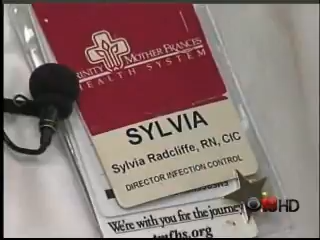 TRINITY MOTHER FRANCES
HEALTH SYSTEM
SYLVIA
Sylvia Radcliffe, RN, CIC
DIRECTOR INFECTION CONTROL
We're with you for the journey
HD